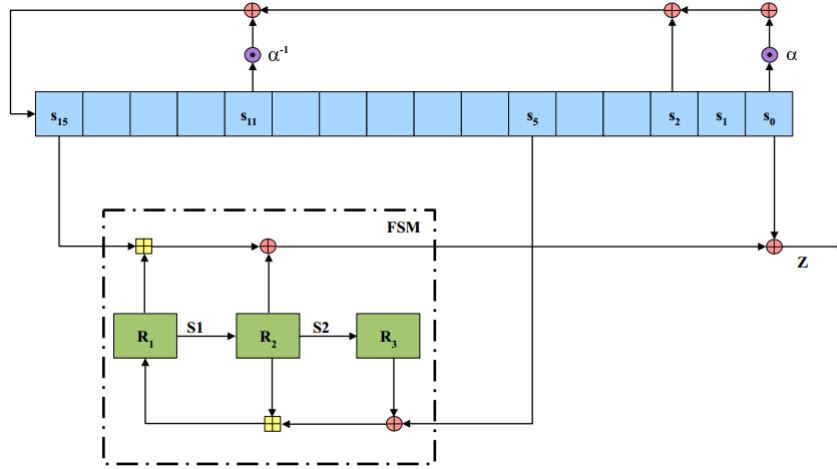 α⁻¹
α
s₁₅ s₁₁ s₅ s₂ s₁ s₀
FSM
Z
R₁ S1 R₂ S2 R₃